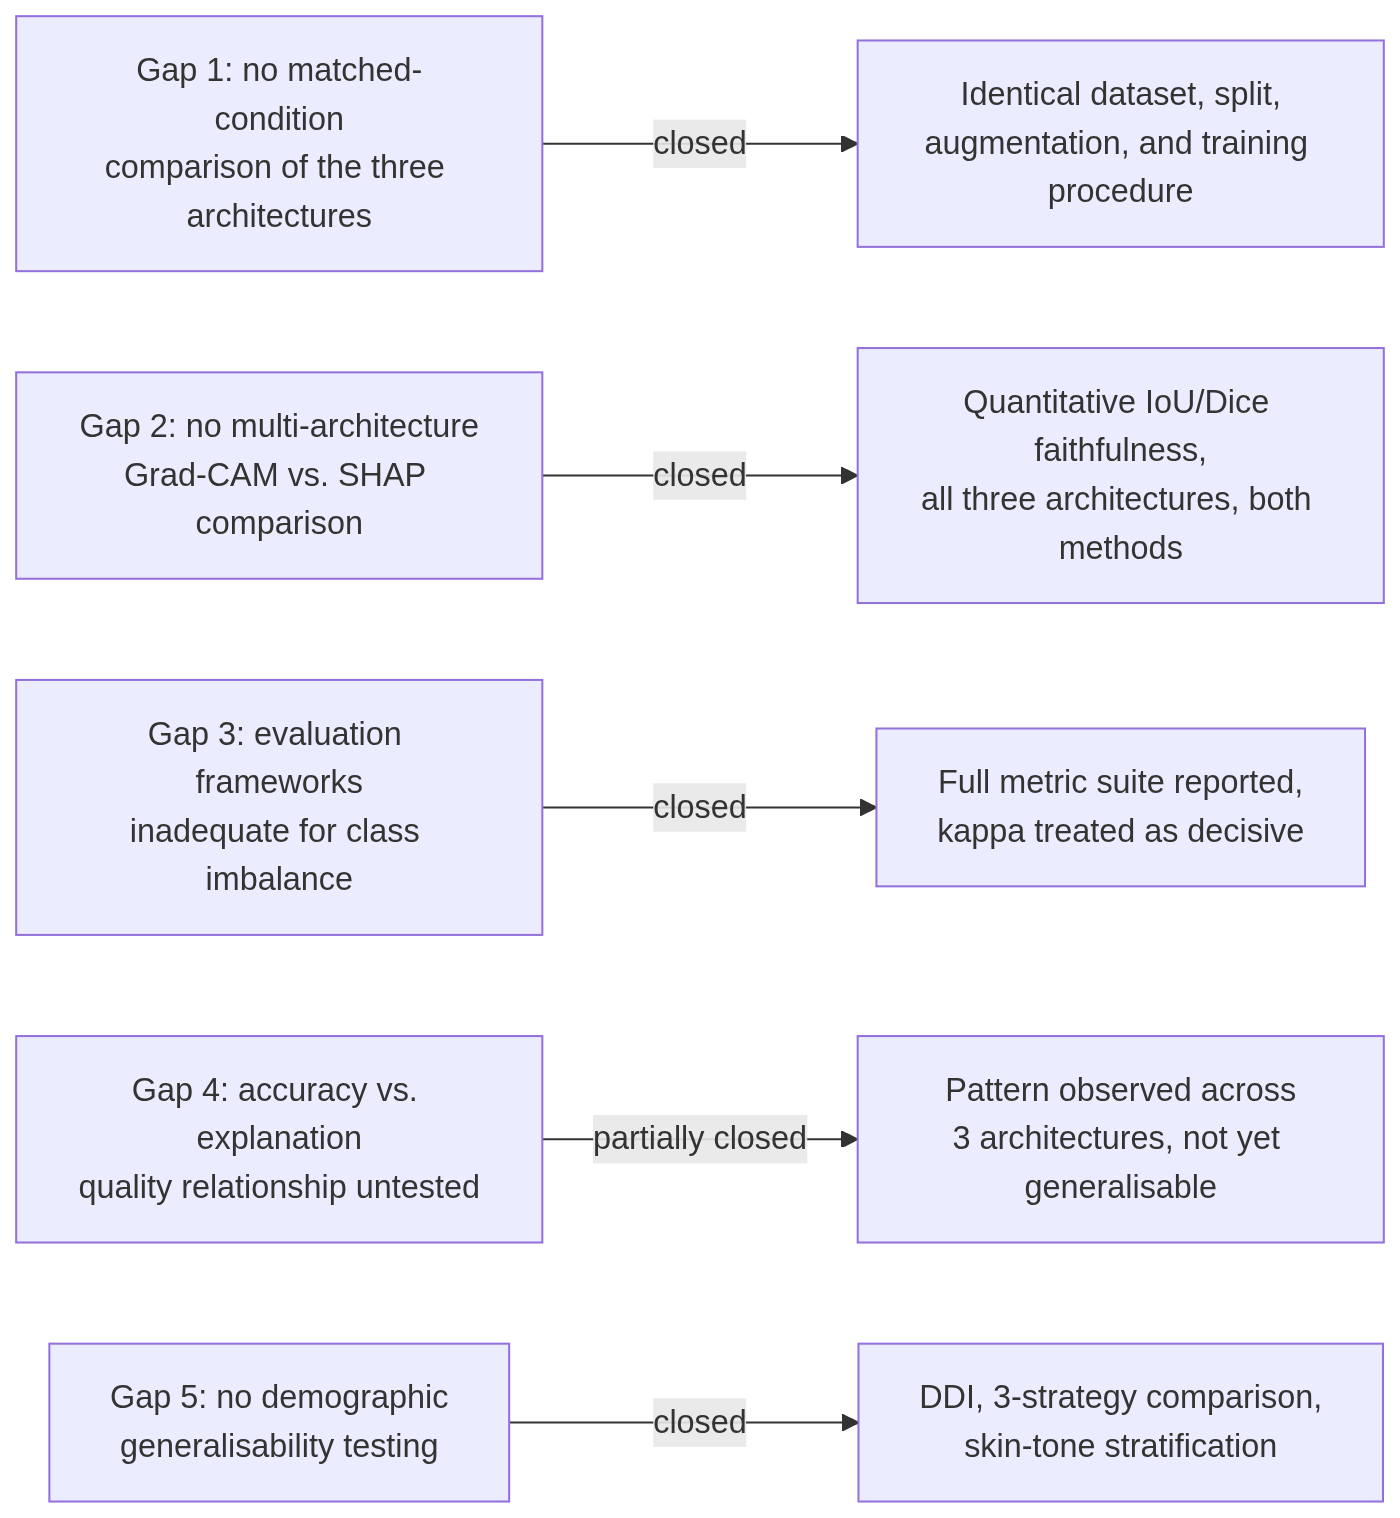 Gap 1: no matched-
condition
comparison of the three
architectures
closed
Identical dataset, split,
augmentation, and training
procedure
Gap 2: no multi-architecture
Grad-CAM vs. SHAP
comparison
closed
Quantitative IoU/Dice
faithfulness,
all three architectures, both
methods
Gap 3: evaluation
frameworks
inadequate for class
imbalance
closed
Full metric suite reported,
kappa treated as decisive
Gap 4: accuracy vs.
explanation
quality relationship untested
partially closed
Pattern observed across
3 architectures, not yet
generalisable
Gap 5: no demographic
generalisability testing
closed
DDI, 3-strategy comparison,
skin-tone stratification